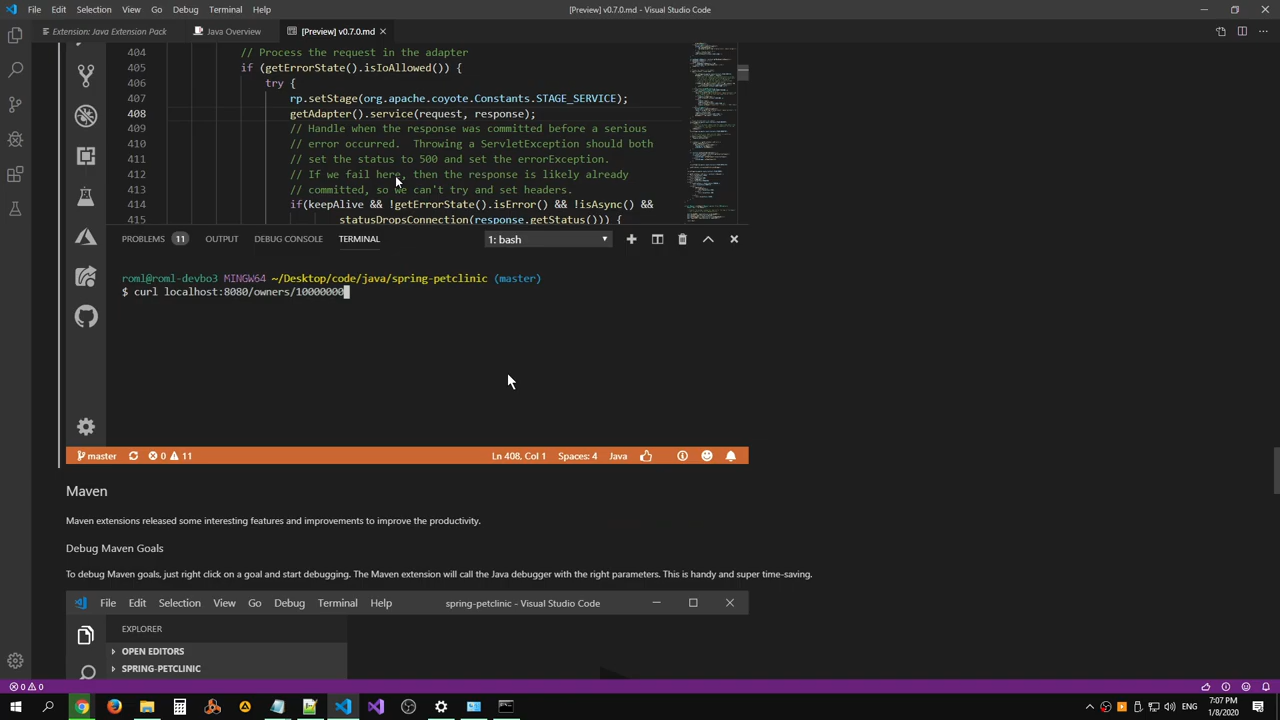 File Edit Selection View Go Debug Terminal Help
[Preview] v0.7.0.md - Visual Studio Code
Extension: Java Extension Pack
Java Overview
[Preview] v0.7.0.md
404 // Process the request in the adapter
405 if (getErrorState().isIoAllowed()) {
406 try {
407 rp.setStage(org.apache.coyote.Constants.STAGE_SERVICE);
408 getAdapter().service(request, response);
409 // Handle when the response was committed before a serious
410 // error occurred. Throwing a ServletException should both
411 // set the status to 500 and set the errorException.
412 // If we fail here, then the response is likely already
413 // committed, so we can't try and set headers.
414 if(keepAlive && !getErrorState().isError() && !isAsync() &&
415 statusDropsConnection(response.getStatus())) {
PROBLEMS 11 OUTPUT DEBUG CONSOLE TERMINAL 1: bash
roml@roml-devbo3 MINGW64 ~/Desktop/code/java/spring-petclinic (master)
$ curl localhost:8080/owners/10000000
master 0 11 Ln 408, Col 1 Spaces: 4 Java
Maven
Maven extensions released some interesting features and improvements to improve the productivity.
Debug Maven Goals
To debug Maven goals, just right click on a goal and start debugging. The Maven extension will call the Java debugger with the right parameters. This is handy and super time-saving.
File Edit Selection View Go Debug Terminal Help spring-petclinic - Visual Studio Code
EXPLORER
OPEN EDITORS
SPRING-PETCLINIC
0 0
ENG
7:07 PM
1/8/2020